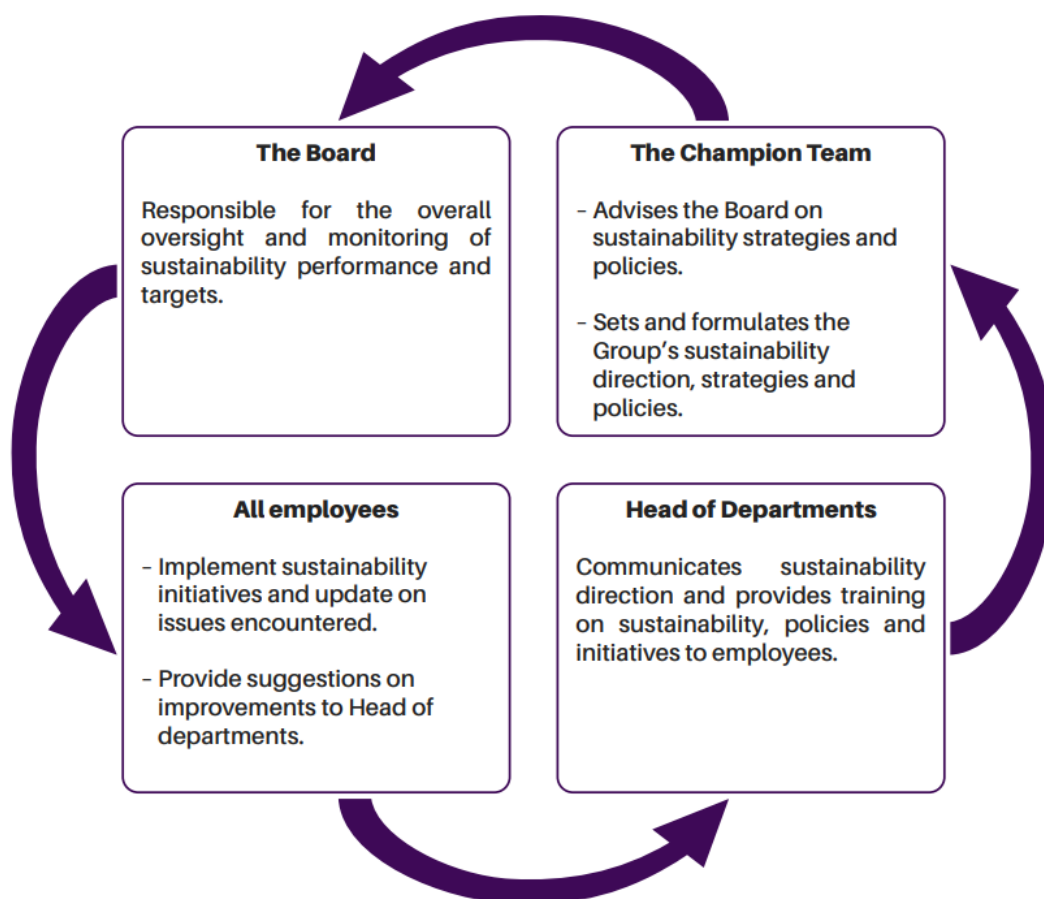 The Board
Responsible for the overall
oversight and monitoring of
sustainability performance and
targets.
The Champion Team
– Advises the Board on
sustainability strategies and
policies.
– Sets and formulates the
Group’s sustainability
direction, strategies and
policies.
All employees
– Implement sustainability
initiatives and update on
issues encountered.
– Provide suggestions on
improvements to Head of
departments.
Head of Departments
Communicates sustainability
direction and provides training
on sustainability, policies and
initiatives to employees.